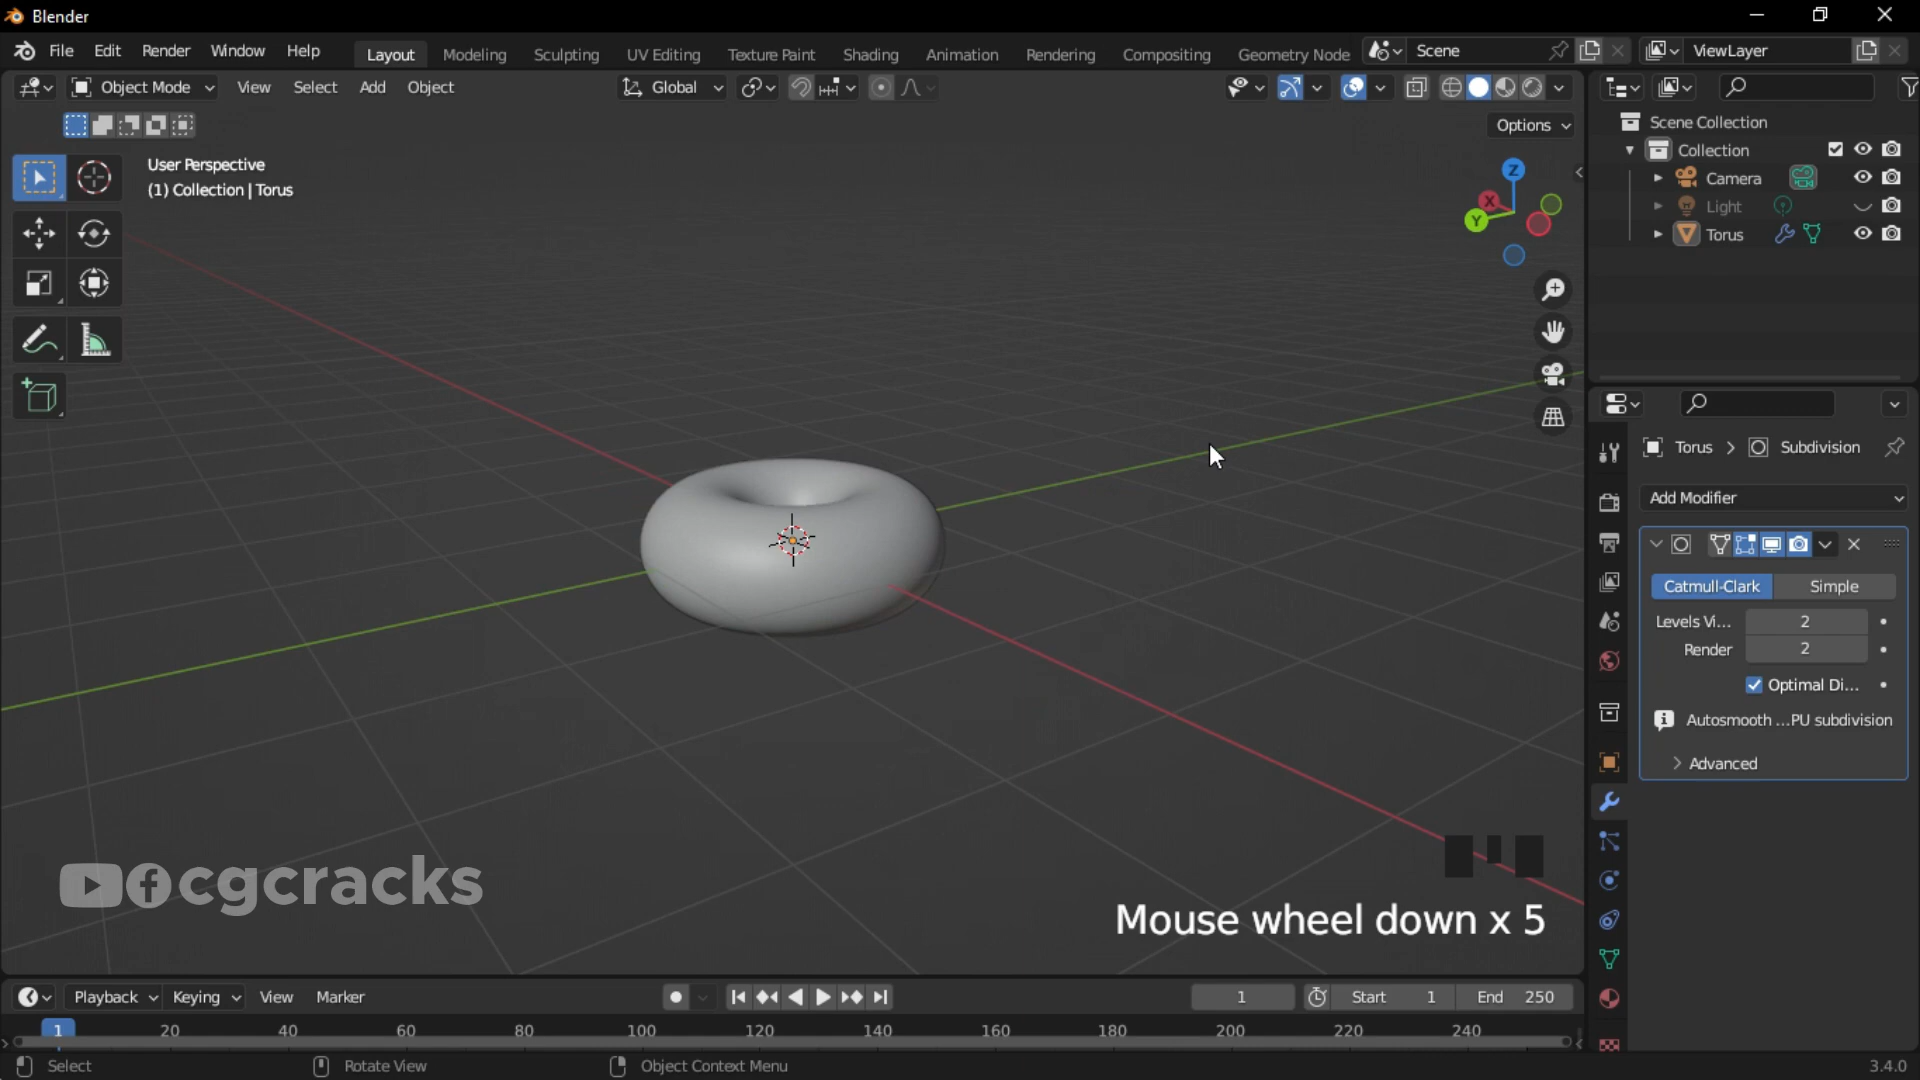 Blender
File Edit Render Window Help Layout Modeling Sculpting UV Editing Texture Paint Shading Animation Rendering Compositing Geometry Node Scene ViewLayer
Object Mode View Select Add Object Global
Options
User Perspective
(1) Collection | Torus
Z
X
Y
Scene Collection
Collection
Camera
Light
Torus
Torus > Subdivision
Add Modifier
Catmull-Clark Simple
Levels Vi... 2
Render 2
Optimal Di...
Autosmooth ...PU subdivision
Advanced
cgcracks
Mouse wheel down x 5
Playback Keying View Marker 1 Start 1 End 250
1 20 40 60 80 100 120 140 160 180 200 220 240
Select Rotate View Object Context Menu 3.4.0